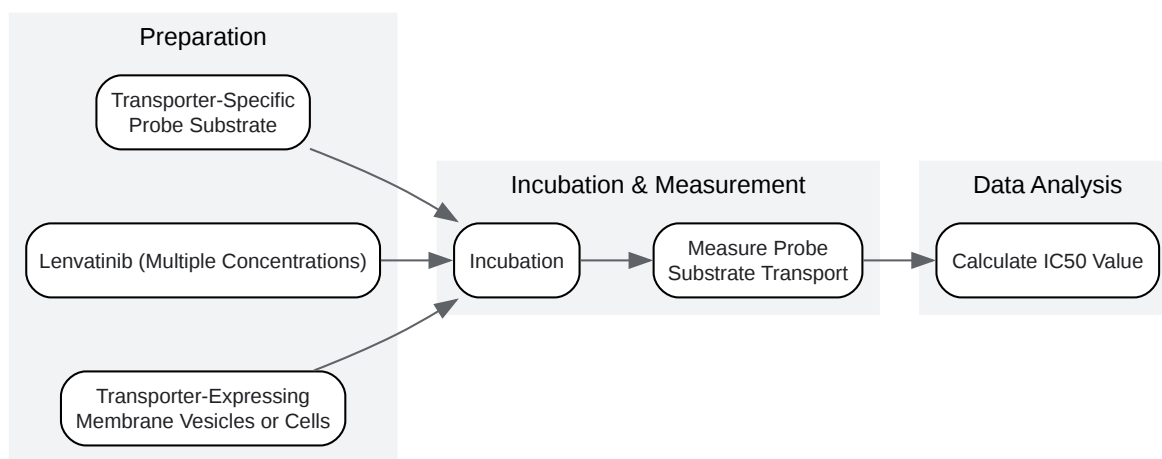 Preparation
Transporter-Specific
Probe Substrate
Lenvatinib (Multiple Concentrations)
Transporter-Expressing
Membrane Vesicles or Cells
Incubation & Measurement
Incubation
Measure Probe
Substrate Transport
Data Analysis
Calculate IC50 Value